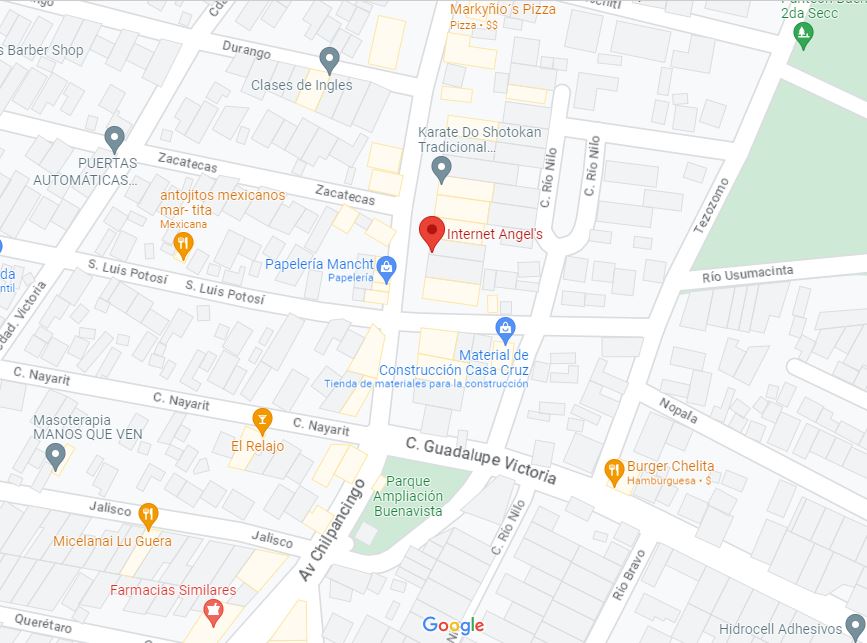 Markyñio´s Pizza
Pizza • $$
2da Secc
s Barber Shop
Durango
Clases de Ingles
Karate Do Shotokan
Tradicional...
PUERTAS
AUTOMÁTICAS...
Zacatecas
Zacatecas
C. Río Nilo
C. Río Nilo
Tezozomo
antojitos mexicanos
mar- tita
Mexicana
Internet Angel's
Papelería Mancht
Papelería
S. Luis Potosí
S. Luis Potosí
Río Usumacinta
da
ntil
edad. Victoria
Material de
Construcción Casa Cruz
Tienda de materiales para la construcción
C. Nayarit
C. Nayarit
C. Nayarit
Nopala
Masoterapia
MANOS QUE VEN
El Relajo
C. Guadalupe Victoria
Burger Chelita
Hamburguesa • $
Parque
Ampliación
Buenavista
Av Chilpancingo
C. Río Nilo
Jalisco
Jalisco
Micelanai Lu Guera
Río Bravo
Farmacias Similares
Querétaro
Google
Hidrocell Adhesivos